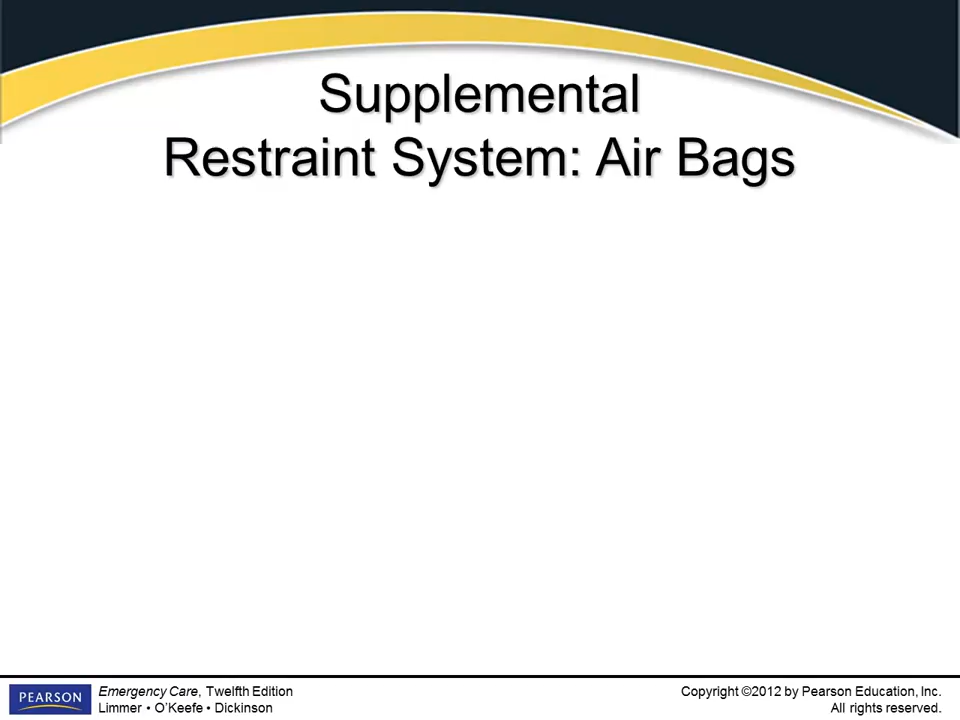 Supplemental
Restraint System: Air Bags
PEARSON
Emergency Care, Twelfth Edition
Limmer • O’Keefe • Dickinson
Copyright ©2012 by Pearson Education, Inc.
All rights reserved.